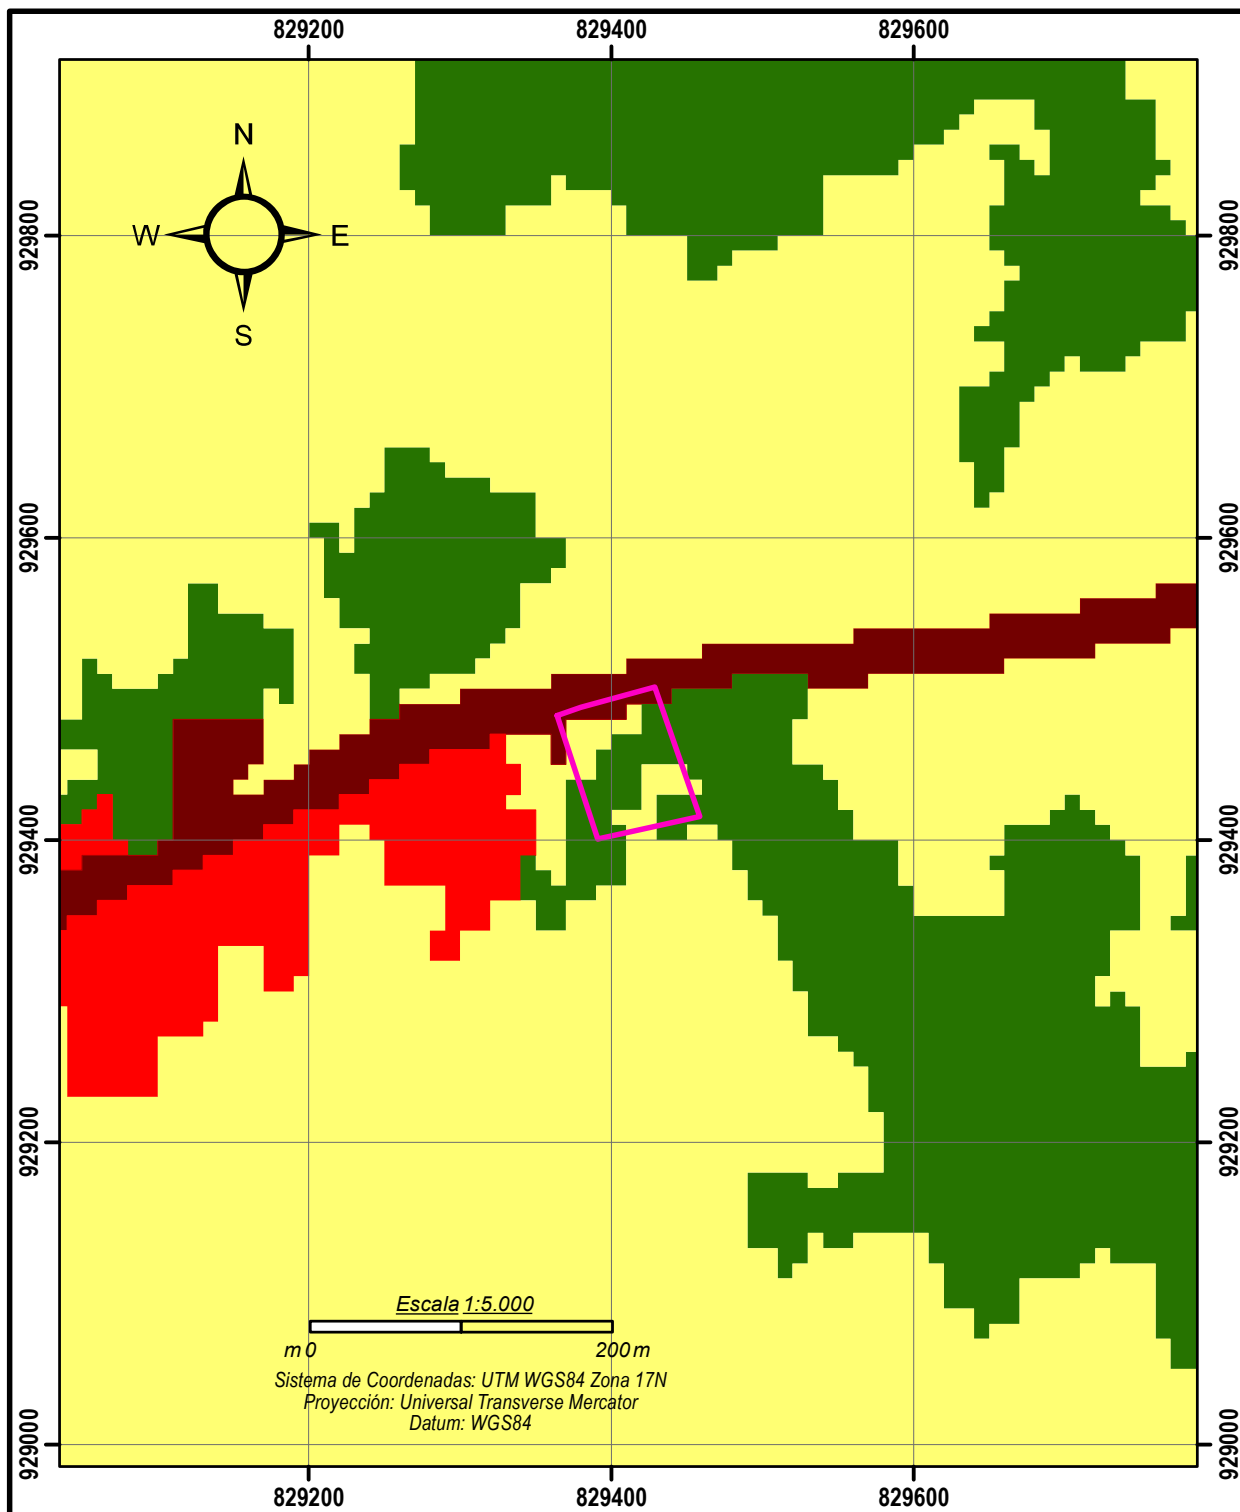 829200
829400
829600
N
W
E
S
929800
929800
929600
929600
929400
929400
929200
929200
Escala 1:5.000
m 0
200 m
Sistema de Coordenadas: UTM WGS84 Zona 17N
Proyección: Universal Transverse Mercator
Datum: WGS84
929000
929000
829200
829400
829600